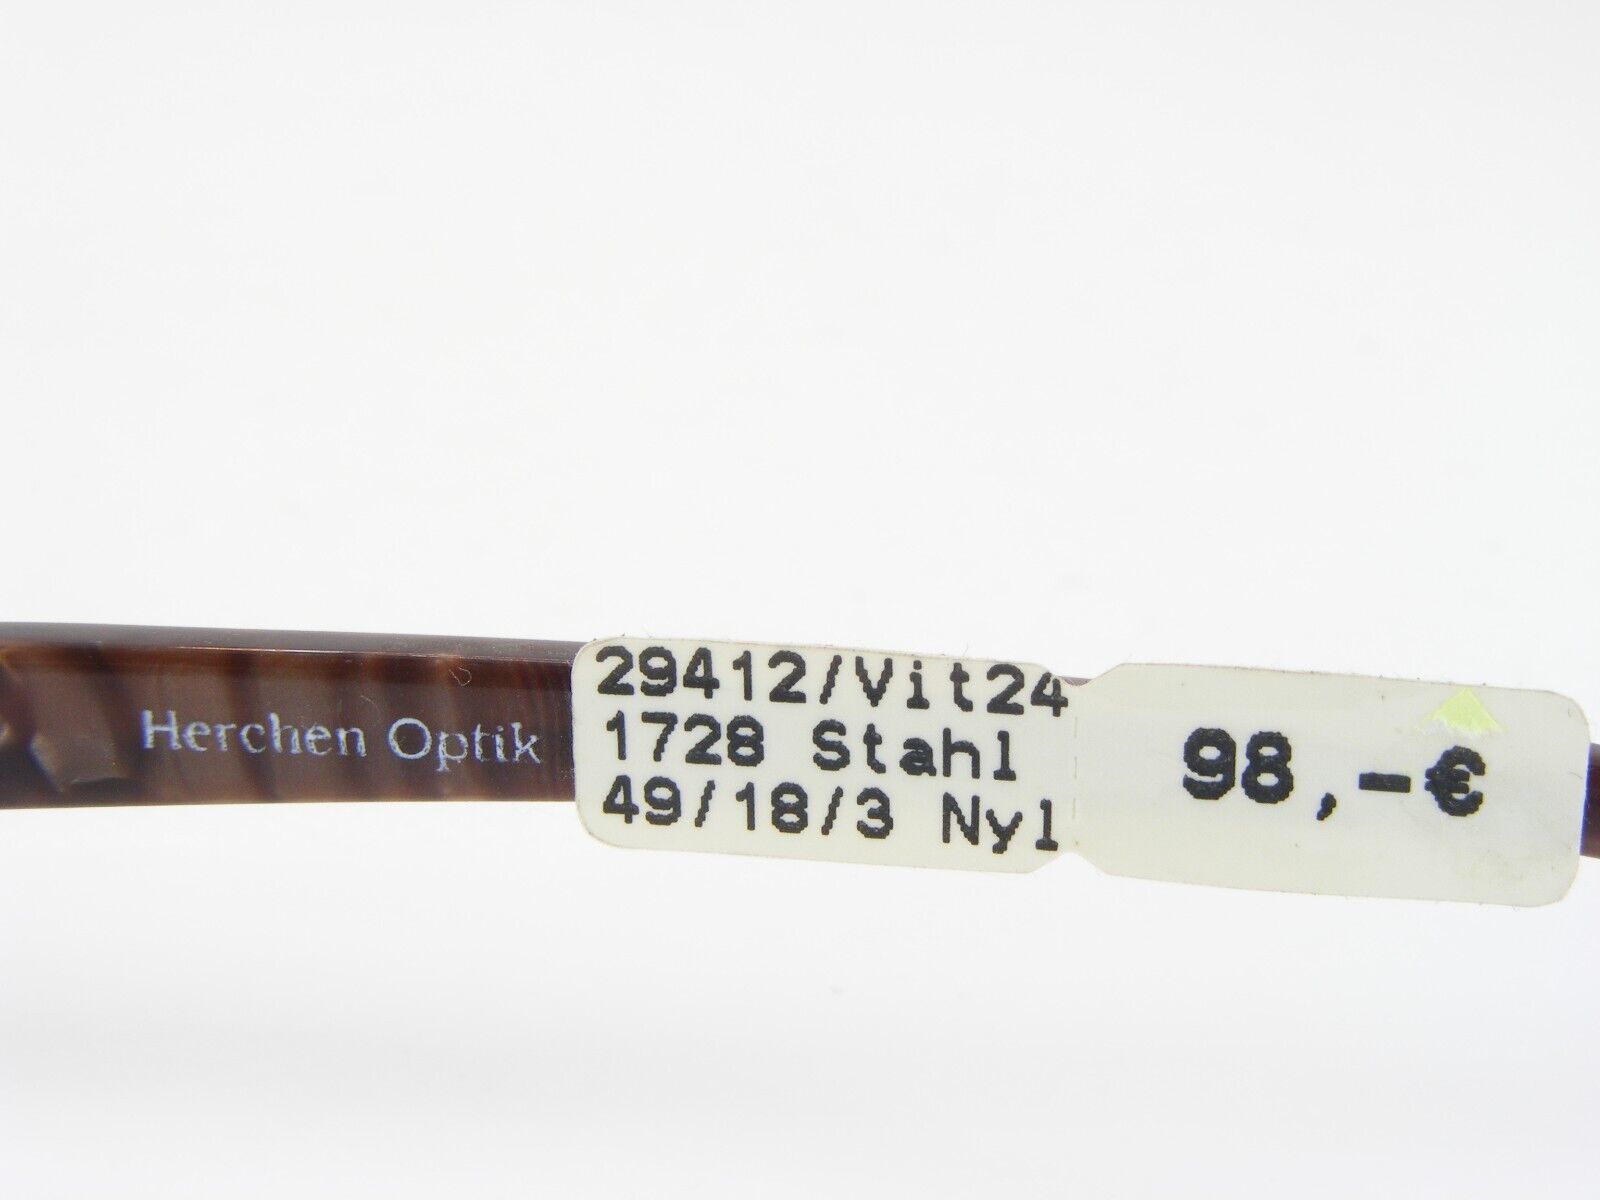 Herchen Optik
29412/Vit24
1728 Stahl
49/18/3 Nyl
98,-€